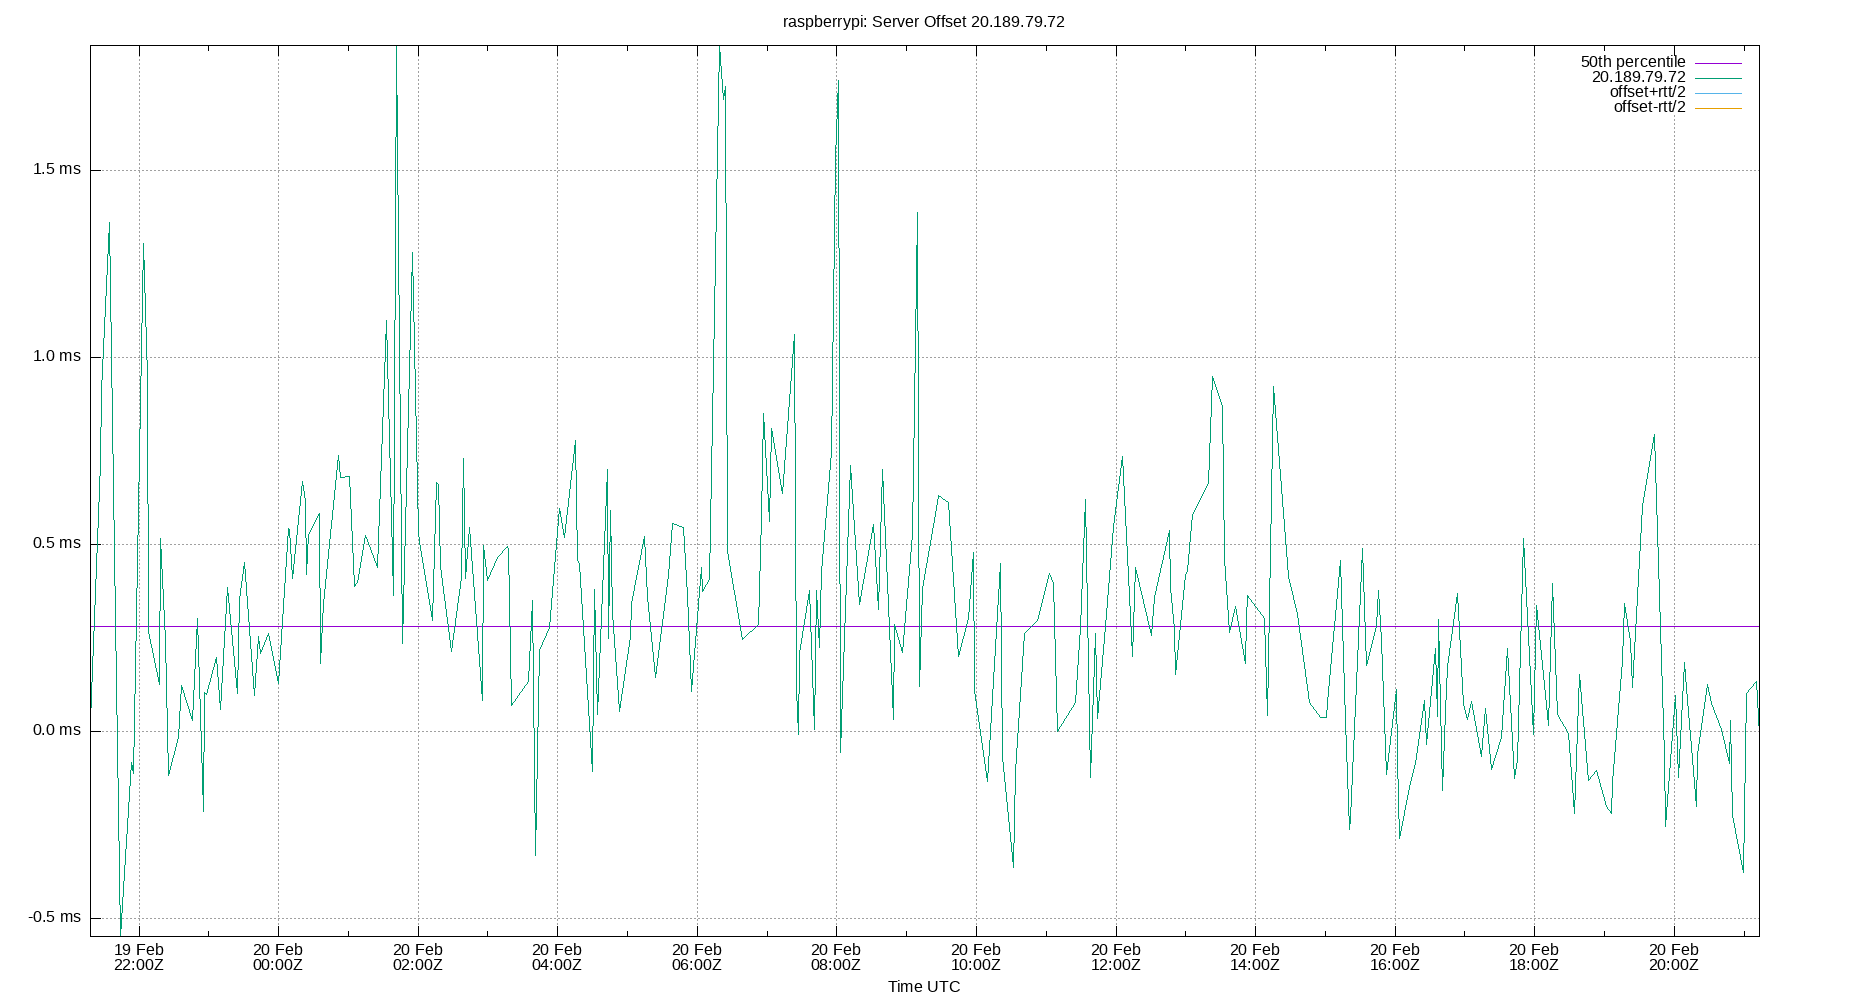 raspberrypi: Server Offset 20.189.79.72
50th percentile
20.189.79.72
offset+rtt/2
offset-rtt/2
1.5 ms
1.0 ms
0.5 ms
0.0 ms
-0.5 ms
19 Feb 20 Feb 20 Feb 20 Feb 20 Feb 20 Feb 20 Feb 20 Feb 20 Feb 20 Feb 20 Feb 20 Feb
22:00Z 00:00Z 02:00Z 04:00Z 06:00Z 08:00Z 10:00Z 12:00Z 14:00Z 16:00Z 18:00Z 20:00Z
Time UTC